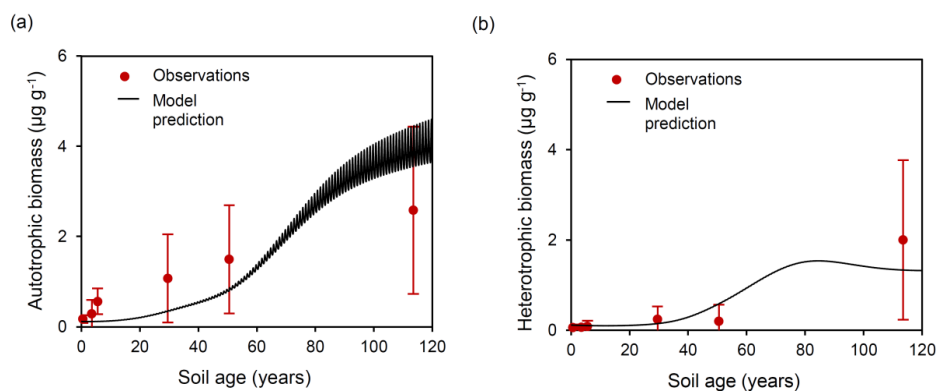 (a)
Autotrophic biomass (µg g⁻¹)
6
4
2
0
Observations
Model
prediction
0 20 40 60 80 100 120
Soil age (years)
(b)
Heterotrophic biomass (µg g⁻¹)
6
4
2
0
Observations
Model
prediction
0 20 40 60 80 100 120
Soil age (years)